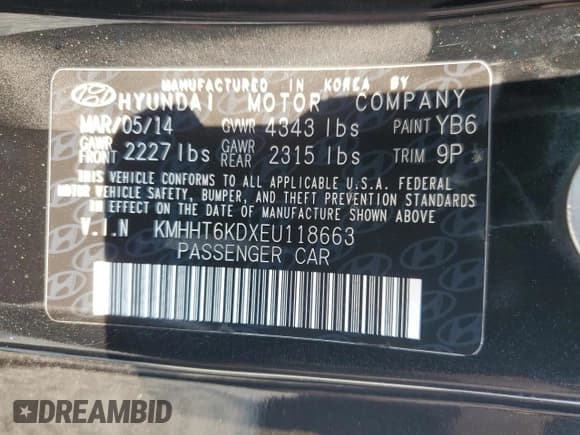 MANUFACTURED IN KOREA BY
HYUNDAI MOTOR COMPANY
MAR/05/14 GVWR 4343 lbs PAINT YB6
GAWR FRONT 2227 lbs GAWR REAR 2315 lbs TRIM 9P
THIS VEHICLE CONFORMS TO ALL APPLICABLE U.S.A. FEDERAL
MOTOR VEHICLE SAFETY, BUMPER, AND THEFT PREVENTION STANDARDS
IN EFFECT ON THE DATE OF MANUFACTURE SHOWN ABOVE
V.I.N KMHHT6KDXEU118663
PASSENGER CAR
DREAMBID